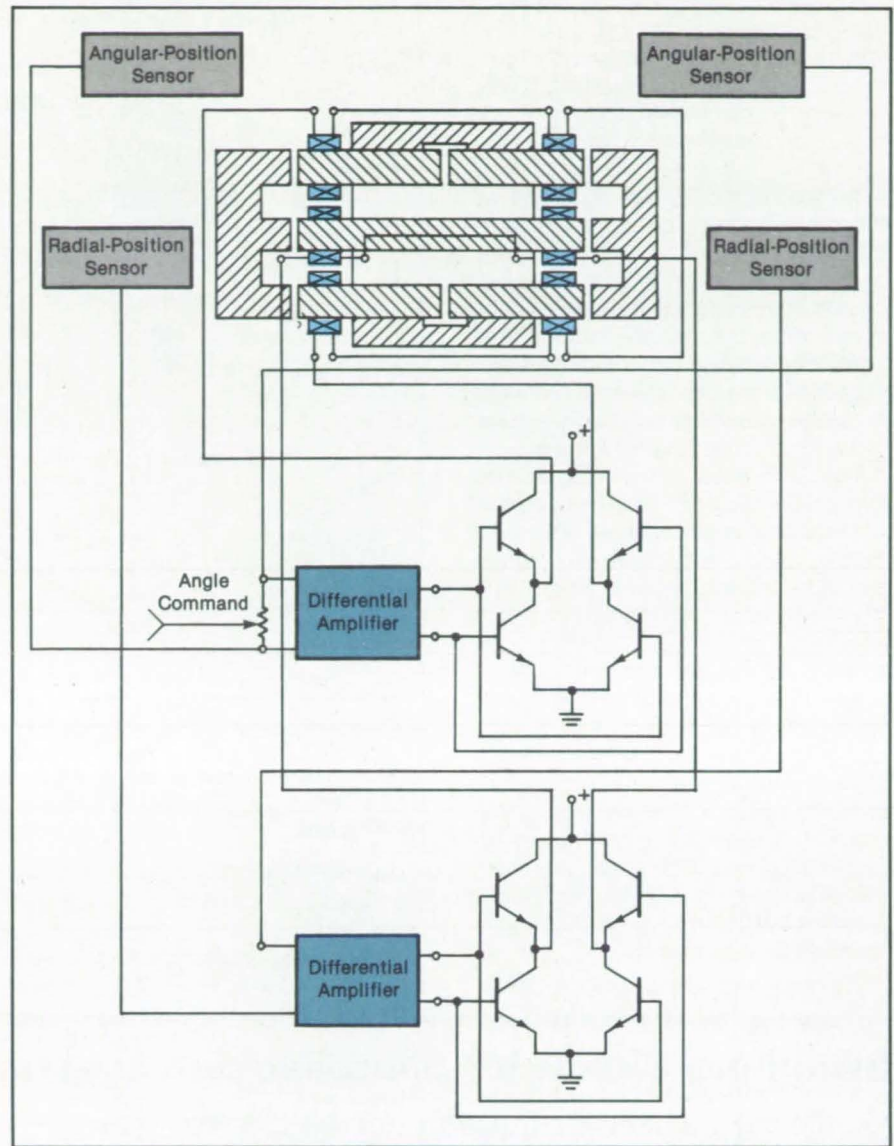 Angular-Position
Sensor
Angular-Position
Sensor
Radial-Position
Sensor
Radial-Position
Sensor
+
Angle
Command
Differential
Amplifier
+
Differential
Amplifier